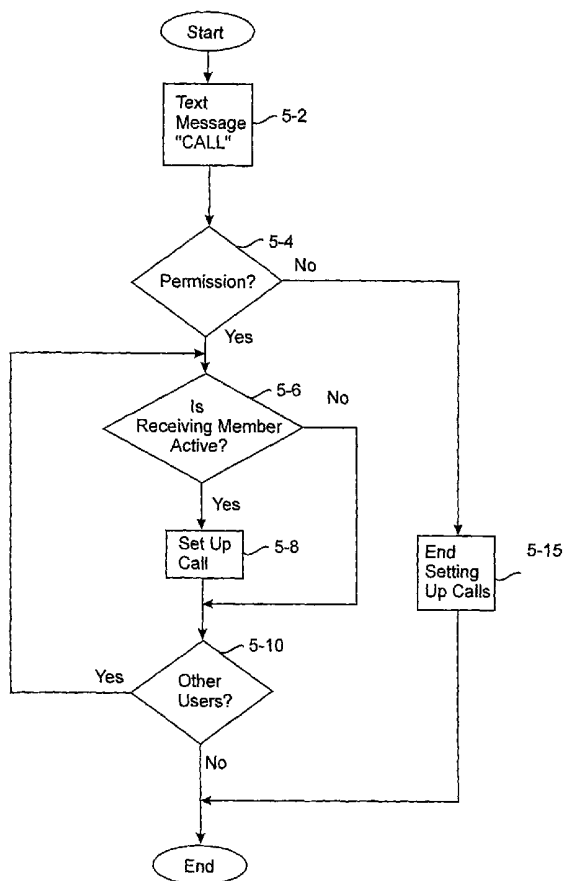 Start
Text
Message
"CALL"
5-2
5-4
Permission?
No
Yes
5-6
No
Is
Receiving Member
Active?
Yes
Set Up
Call
5-8
End
Setting
Up Calls
5-15
5-10
Yes
Other
Users?
No
End